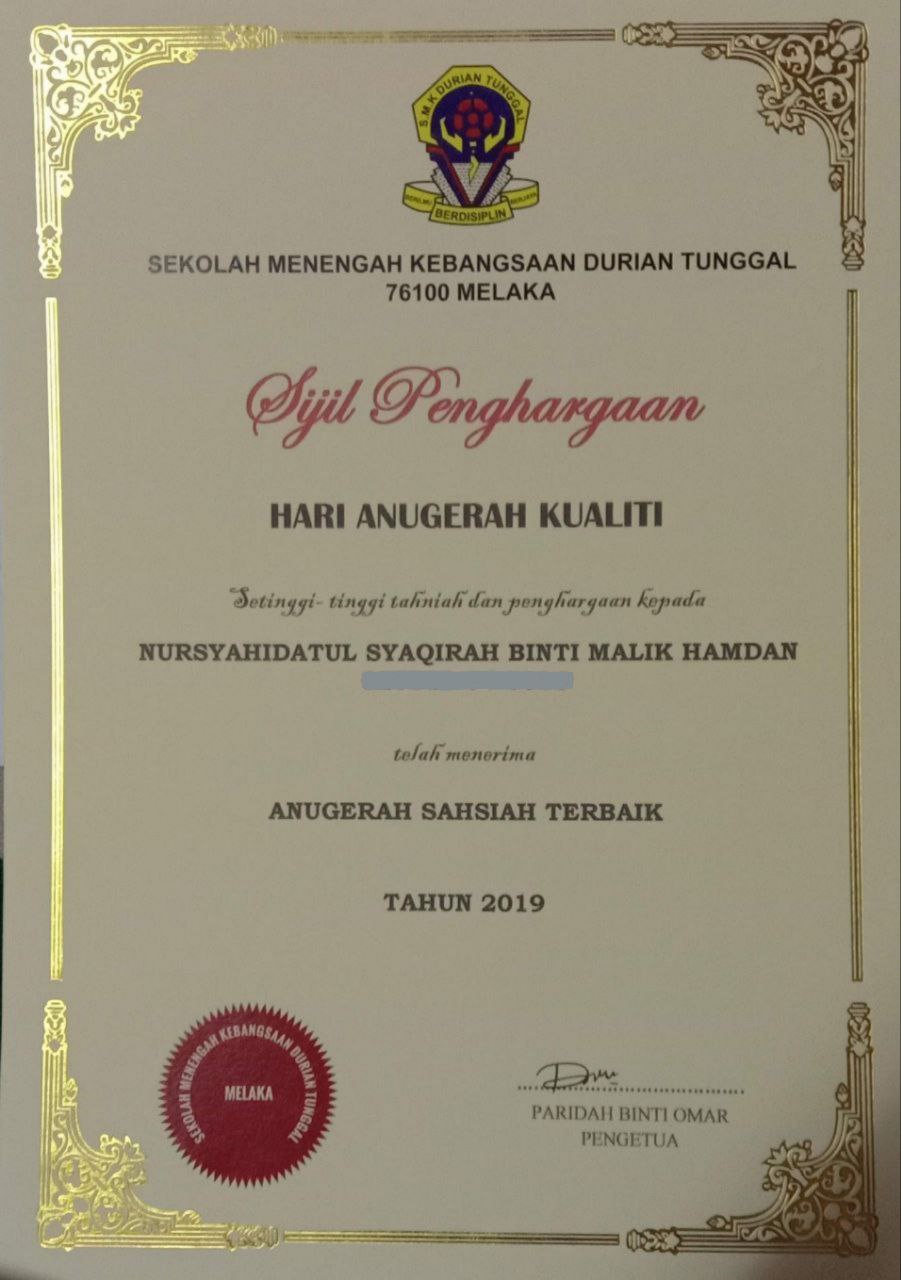 S.M.K DURIAN TUNGGAL
BERILMU BERDISIPLIN BERJAYA
SEKOLAH MENENGAH KEBANGSAAN DURIAN TUNGGAL
76100 MELAKA
Sijil Penghargaan
HARI ANUGERAH KUALITI
Setinggi- tinggi tahniah dan penghargaan kepada
NURSYAHIDATUL SYAQIRAH BINTI MALIK HAMDAN
telah menerima
ANUGERAH SAHSIAH TERBAIK
TAHUN 2019
SEKOLAH MENENGAH KEBANGSAAN DURIAN TUNGGAL
MELAKA
PARIDAH BINTI OMAR
PENGETUA